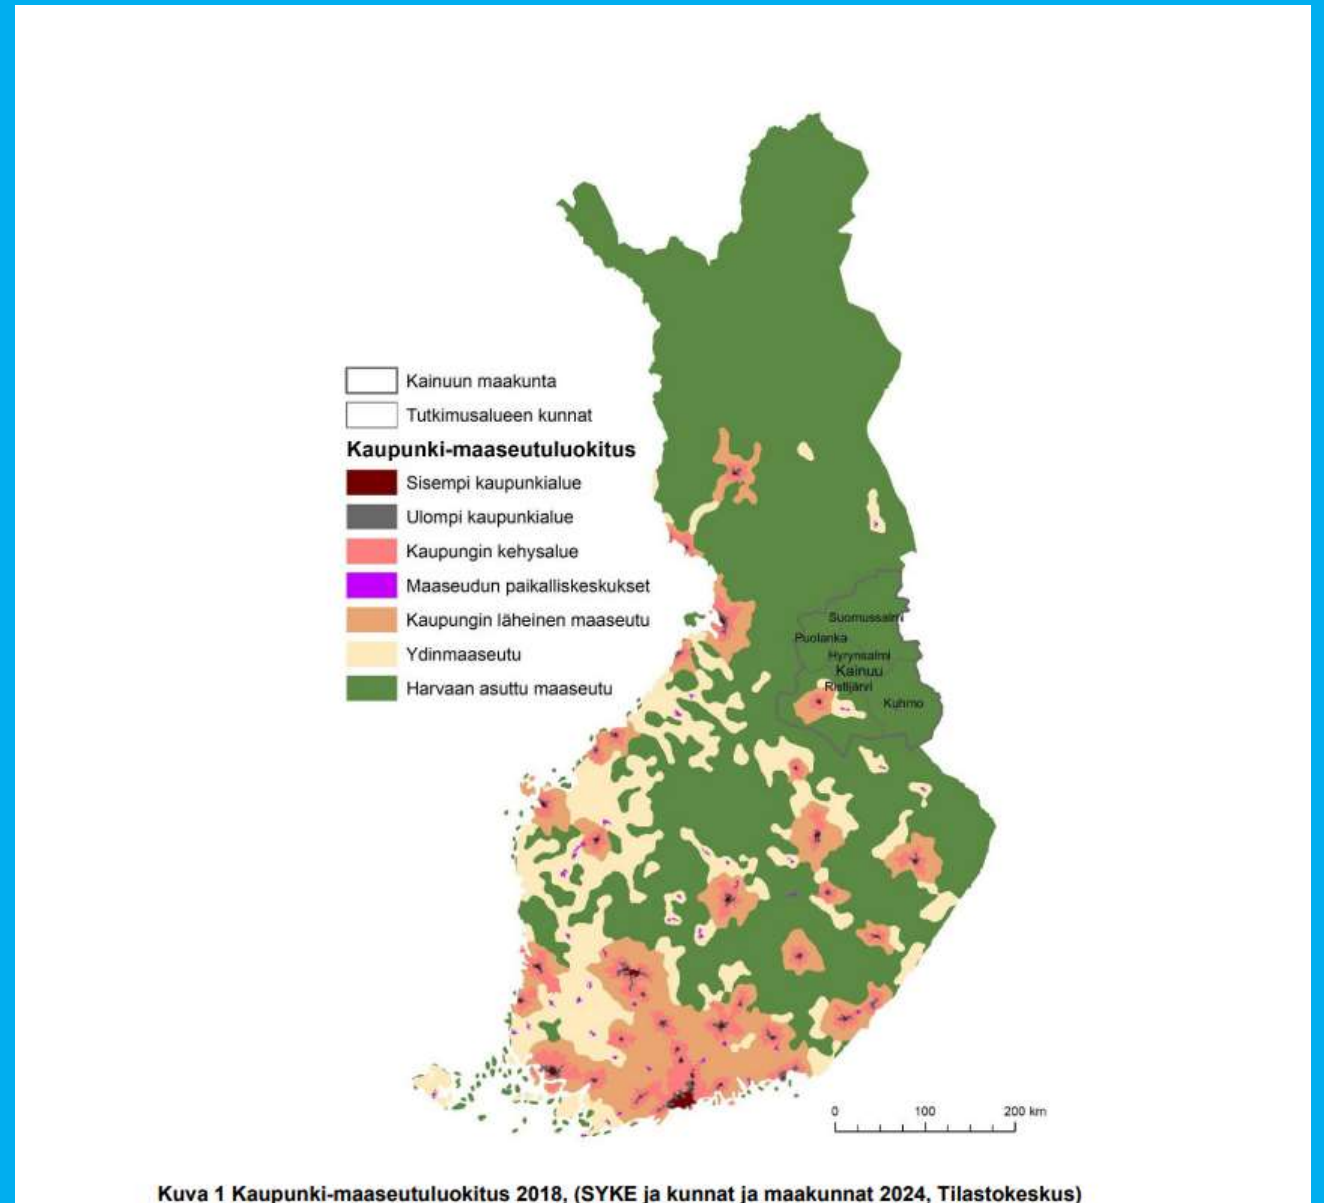 Kainuun maakunta
Tutkimusalueen kunnat
Kaupunki-maaseutuluokitus
Sisempi kaupunkialue
Ulompi kaupunkialue
Kaupungin kehysalue
Maaseudun paikalliskeskukset
Kaupungin läheinen maaseutu
Ydinmaaseutu
Harvaan asuttu maaseutu
Suomussalmi
Puolanka
Hyrynsalmi
Kainuu
Ristijärvi
Kuhmo
0 100 200 km
Kuva 1 Kaupunki-maaseutuluokitus 2018, (SYKE ja kunnat ja maakunnat 2024, Tilastokeskus)